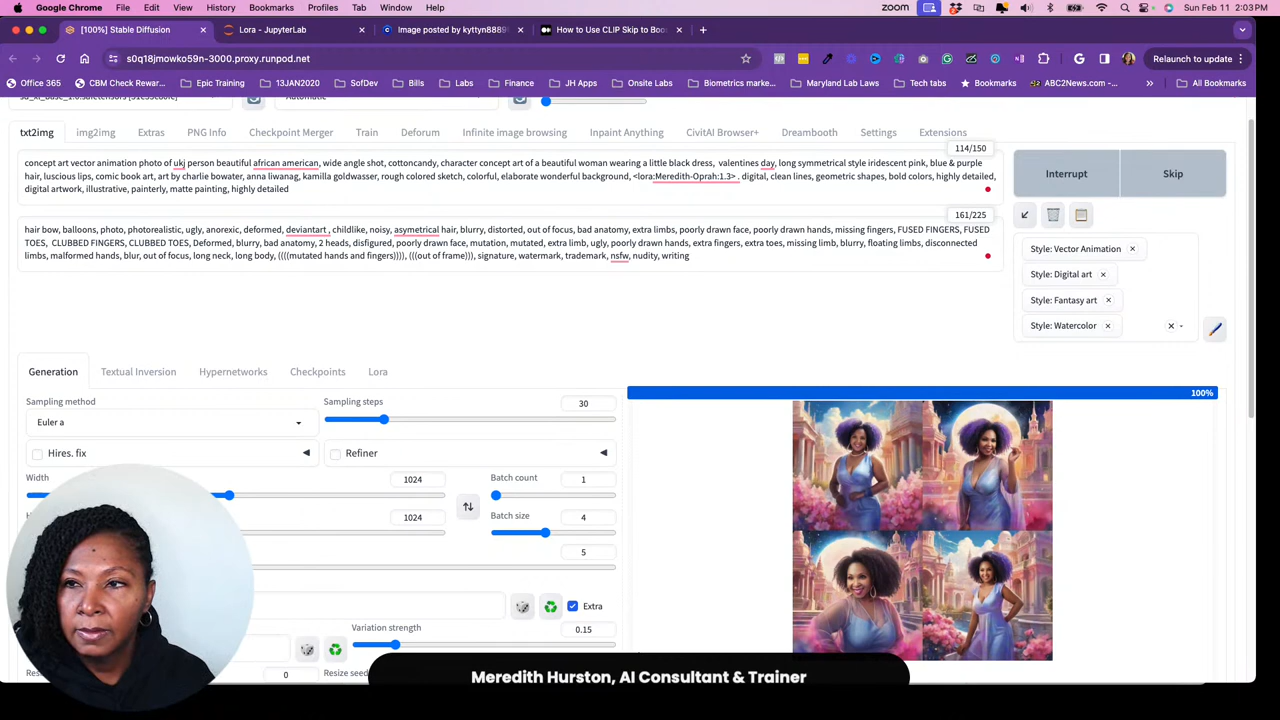 Google Chrome File Edit View History Bookmarks Profiles Tab Window Help zoom Sun Feb 11 2:03 PM
[100%] Stable Diffusion Lora - JupyterLab Image posted by kyttyn8889 How to Use CLIP Skip to Boo
s0q18jmowko59n-3000.proxy.runpod.net Relaunch to update
Office 365 CBM Check Rewar... Epic Training 13JAN2020 SofDev Bills Labs Finance JH Apps Onsite Labs Biometrics marke... Maryland Lab Laws Tech tabs Bookmarks ABC2News.com -... » All Bookmarks
Automatic
txt2img img2img Extras PNG Info Checkpoint Merger Train Deforum Infinite image browsing Inpaint Anything CivitAI Browser+ Dreambooth Settings Extensions
114/150
concept art vector animation photo of ukj person beautiful african american, wide angle shot, cottoncandy, character concept art of a beautiful woman wearing a little black dress, valentines day, long symmetrical style iridescent pink, blue & purple
hair, luscious lips, comic book art, art by charlie bowater, anna liwanag, kamilla goldwasser, rough colored sketch, colorful, elaborate wonderful background, <lora:Meredith-Oprah:1.3> . digital, clean lines, geometric shapes, bold colors, highly detailed,
digital artwork, illustrative, painterly, matte painting, highly detailed
Interrupt Skip
161/225
hair bow, balloons, photo, photorealistic, ugly, anorexic, deformed, deviantart , childlike, noisy, asymetrical hair, blurry, distorted, out of focus, bad anatomy, extra limbs, poorly drawn face, poorly drawn hands, missing fingers, FUSED FINGERS, FUSED
TOES, CLUBBED FINGERS, CLUBBED TOES, Deformed, blurry, bad anatomy, 2 heads, disfigured, poorly drawn face, mutation, mutated, extra limb, ugly, poorly drawn hands, extra fingers, extra toes, missing limb, blurry, floating limbs, disconnected
limbs, malformed hands, blur, out of focus, long neck, long body, ((((mutated hands and fingers)))), (((out of frame))), signature, watermark, trademark, nsfw, nudity, writing
Style: Vector Animation
Style: Digital art
Style: Fantasy art
Style: Watercolor
Generation Textual Inversion Hypernetworks Checkpoints Lora
100%
Sampling method Sampling steps 30
Euler a
Hires. fix Refiner
Width 1024 Batch count 1
1024 Batch size 4
5
Extra
Variation strength 0.15
0 Resize seed
Meredith Hurston, AI Consultant & Trainer